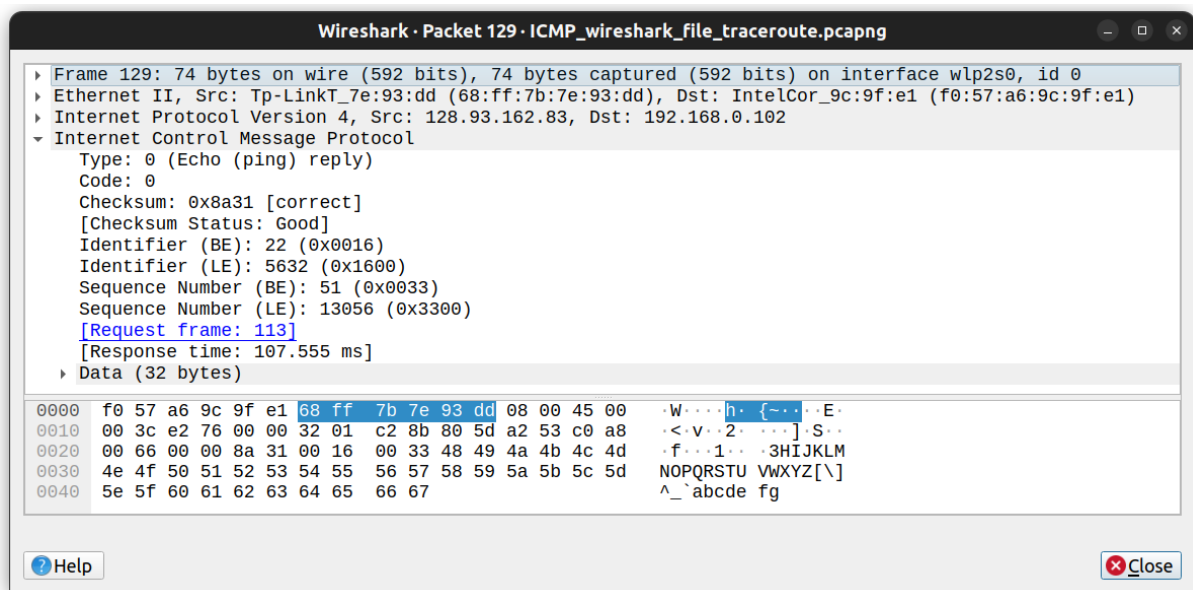 Wireshark · Packet 129 · ICMP_wireshark_file_traceroute.pcapng
Frame 129: 74 bytes on wire (592 bits), 74 bytes captured (592 bits) on interface wlp2s0, id 0
Ethernet II, Src: Tp-LinkT_7e:93:dd (68:ff:7b:7e:93:dd), Dst: IntelCor_9c:9f:e1 (f0:57:a6:9c:9f:e1)
Internet Protocol Version 4, Src: 128.93.162.83, Dst: 192.168.0.102
Internet Control Message Protocol
Type: 0 (Echo (ping) reply)
Code: 0
Checksum: 0x8a31 [correct]
[Checksum Status: Good]
Identifier (BE): 22 (0x0016)
Identifier (LE): 5632 (0x1600)
Sequence Number (BE): 51 (0x0033)
Sequence Number (LE): 13056 (0x3300)
[Request frame: 113]
[Response time: 107.555 ms]
Data (32 bytes)
0000 f0 57 a6 9c 9f e1 68 ff 7b 7e 93 dd 08 00 45 00 ·W····h· {~····E·
0010 00 3c e2 76 00 00 32 01 c2 8b 80 5d a2 53 c0 a8 ·<·v··2· ···]·S··
0020 00 66 00 00 8a 31 00 16 00 33 48 49 4a 4b 4c 4d ·f···1·· ·3HIJKLM
0030 4e 4f 50 51 52 53 54 55 56 57 58 59 5a 5b 5c 5d NOPQRSTU VWXYZ[\]
0040 5e 5f 60 61 62 63 64 65 66 67 ^_`abcde fg
Help
Close